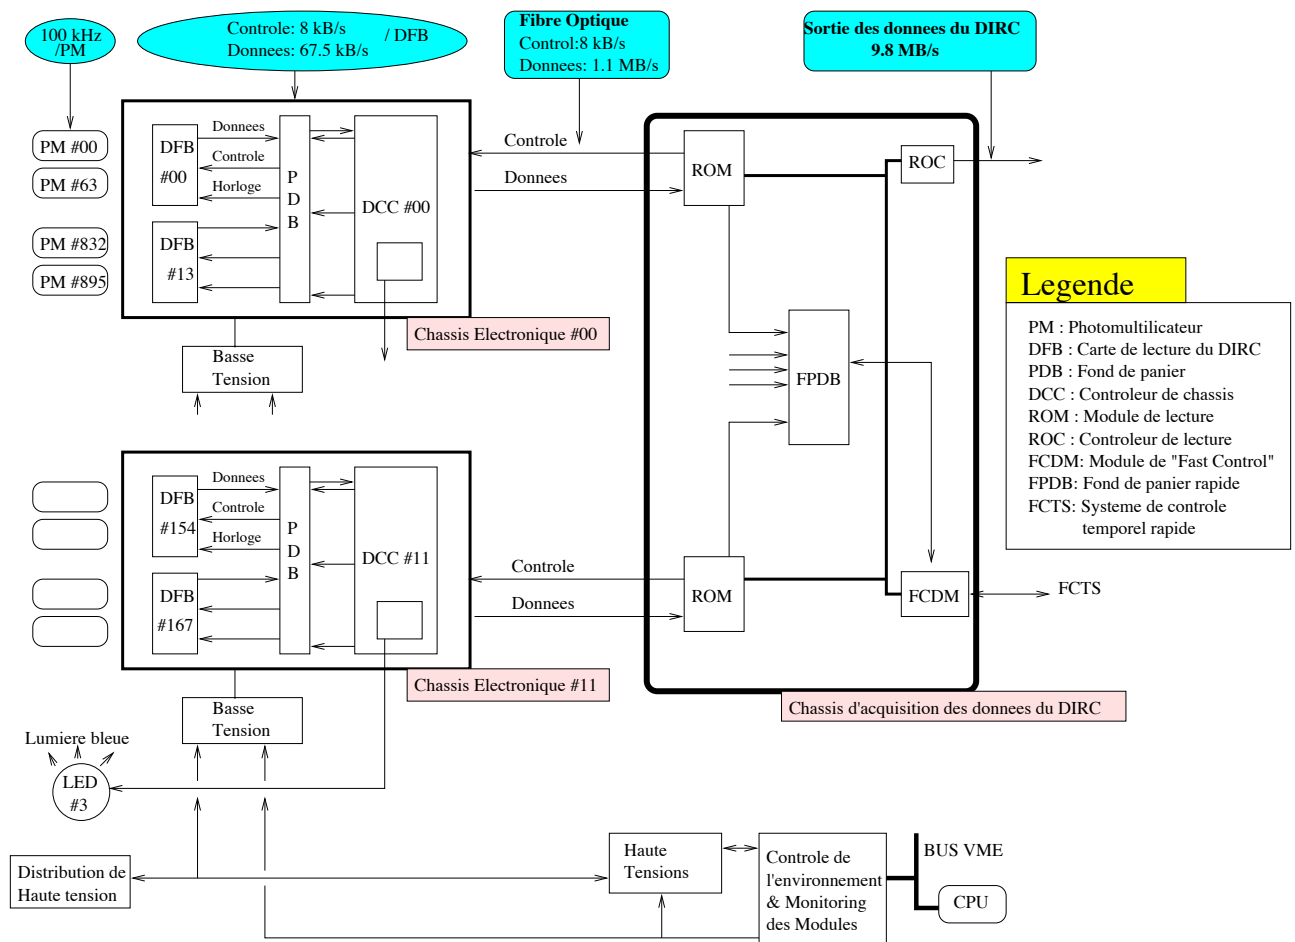 100 kHz
/PM
Controle: 8 kB/s
/ DFB
Donnees: 67.5 kB/s
Fibre Optique
Control:8 kB/s
Donnees: 1.1 MB/s
Sortie des donnees du DIRC
9.8 MB/s
PM #00
PM #63
PM #832
PM #895
DFB
#00
Donnees
Controle
Horloge
P
D
B
DCC #00
DFB
#13
Chassis Electronique #00
Basse
Tension
Controle
Donnees
ROM
ROC
FPDB
Legende
PM : Photomultilicateur
DFB : Carte de lecture du DIRC
PDB : Fond de panier
DCC : Controleur de chassis
ROM : Module de lecture
ROC : Controleur de lecture
FCDM: Module de "Fast Control"
FPDB: Fond de panier rapide
FCTS: Systeme de controle
temporel rapide
DFB
#154
Donnees
Controle
Horloge
P
D
B
DCC #11
DFB
#167
Chassis Electronique #11
Basse
Tension
Controle
Donnees
ROM
FCDM
FCTS
Chassis d'acquisition des donnees du DIRC
Lumiere bleue
LED
#3
Distribution de
Haute tension
Haute
Tensions
Controle de
l'environnement
& Monitoring
des Modules
BUS VME
CPU